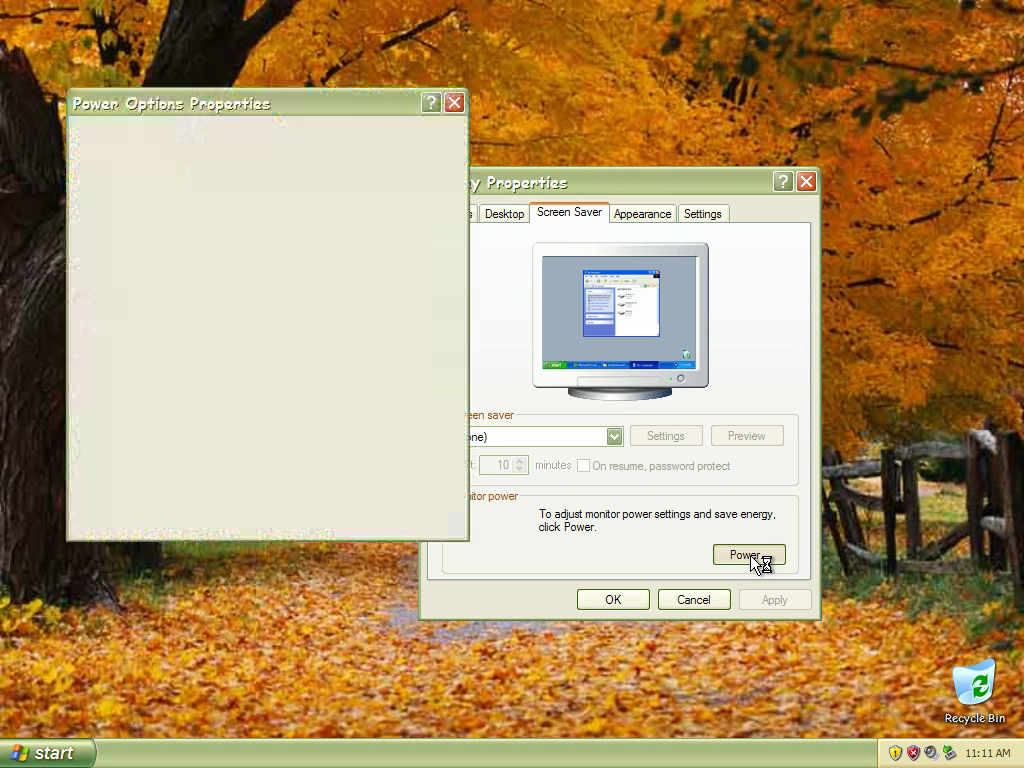 Power Options Properties
y Properties
s
Desktop
Screen Saver
Appearance
Settings
een saver
one)
Settings
Preview
t:
10
minutes
On resume, password protect
nitor power
To adjust monitor power settings and save energy,
click Power.
Power
OK
Cancel
Apply
Recycle Bin
start
11:11 AM